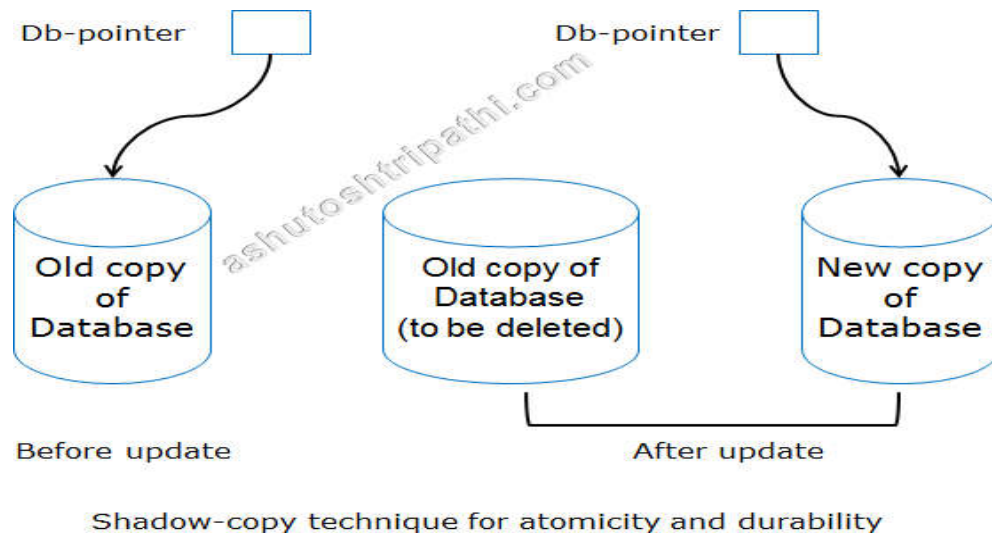 Db-pointer
Db-pointer
ashutoshtripathi.com
Old copy
of
Database
Old copy of
Database
(to be deleted)
New copy
of
Database
Before update
After update
Shadow-copy technique for atomicity and durability